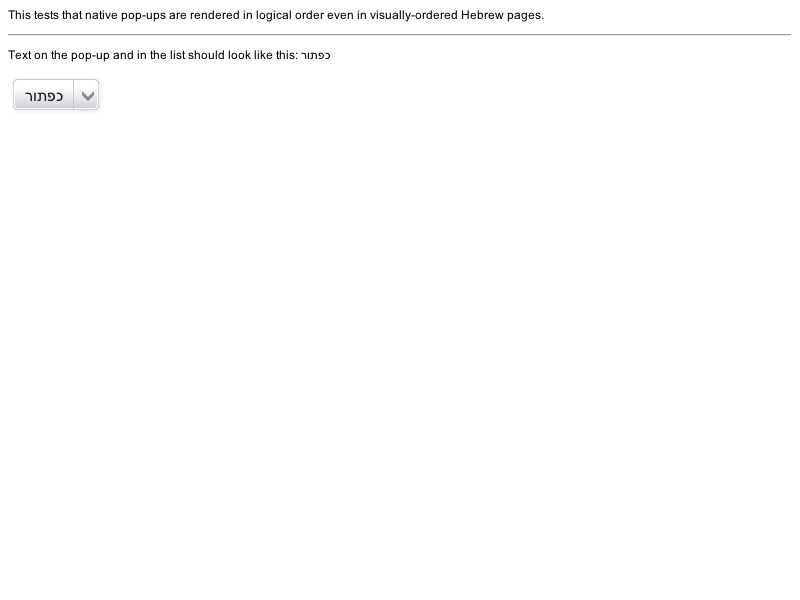 This tests that native pop-ups are rendered in logical order even in visually-ordered Hebrew pages.
Text on the pop-up and in the list should look like this: כפתור
כפתור